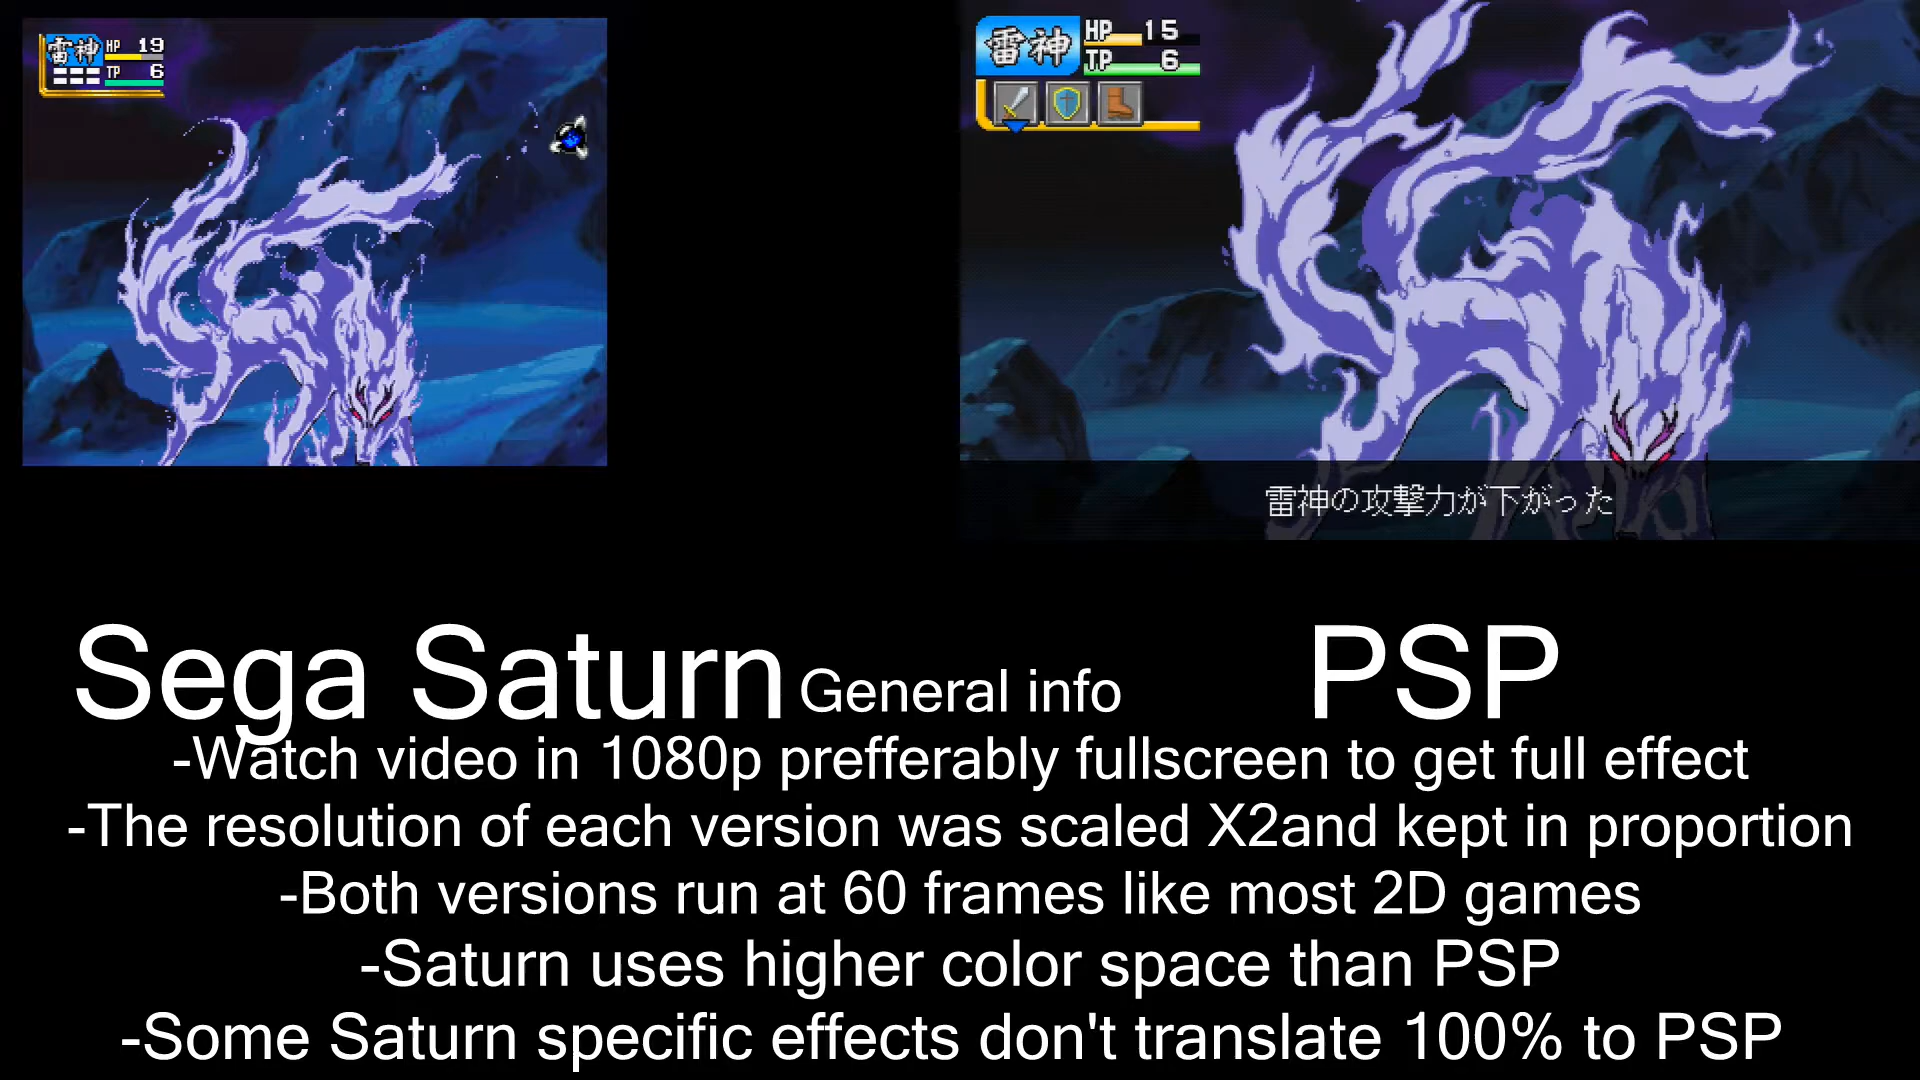 雷神 HP 19
TP 6
雷神 HP 15
TP 6
雷神の攻撃力が下がった
Sega Saturn General info PSP
-Watch video in 1080p prefferably fullscreen to get full effect
-The resolution of each version was scaled X2and kept in proportion
-Both versions run at 60 frames like most 2D games
-Saturn uses higher color space than PSP
-Some Saturn specific effects don't translate 100% to PSP